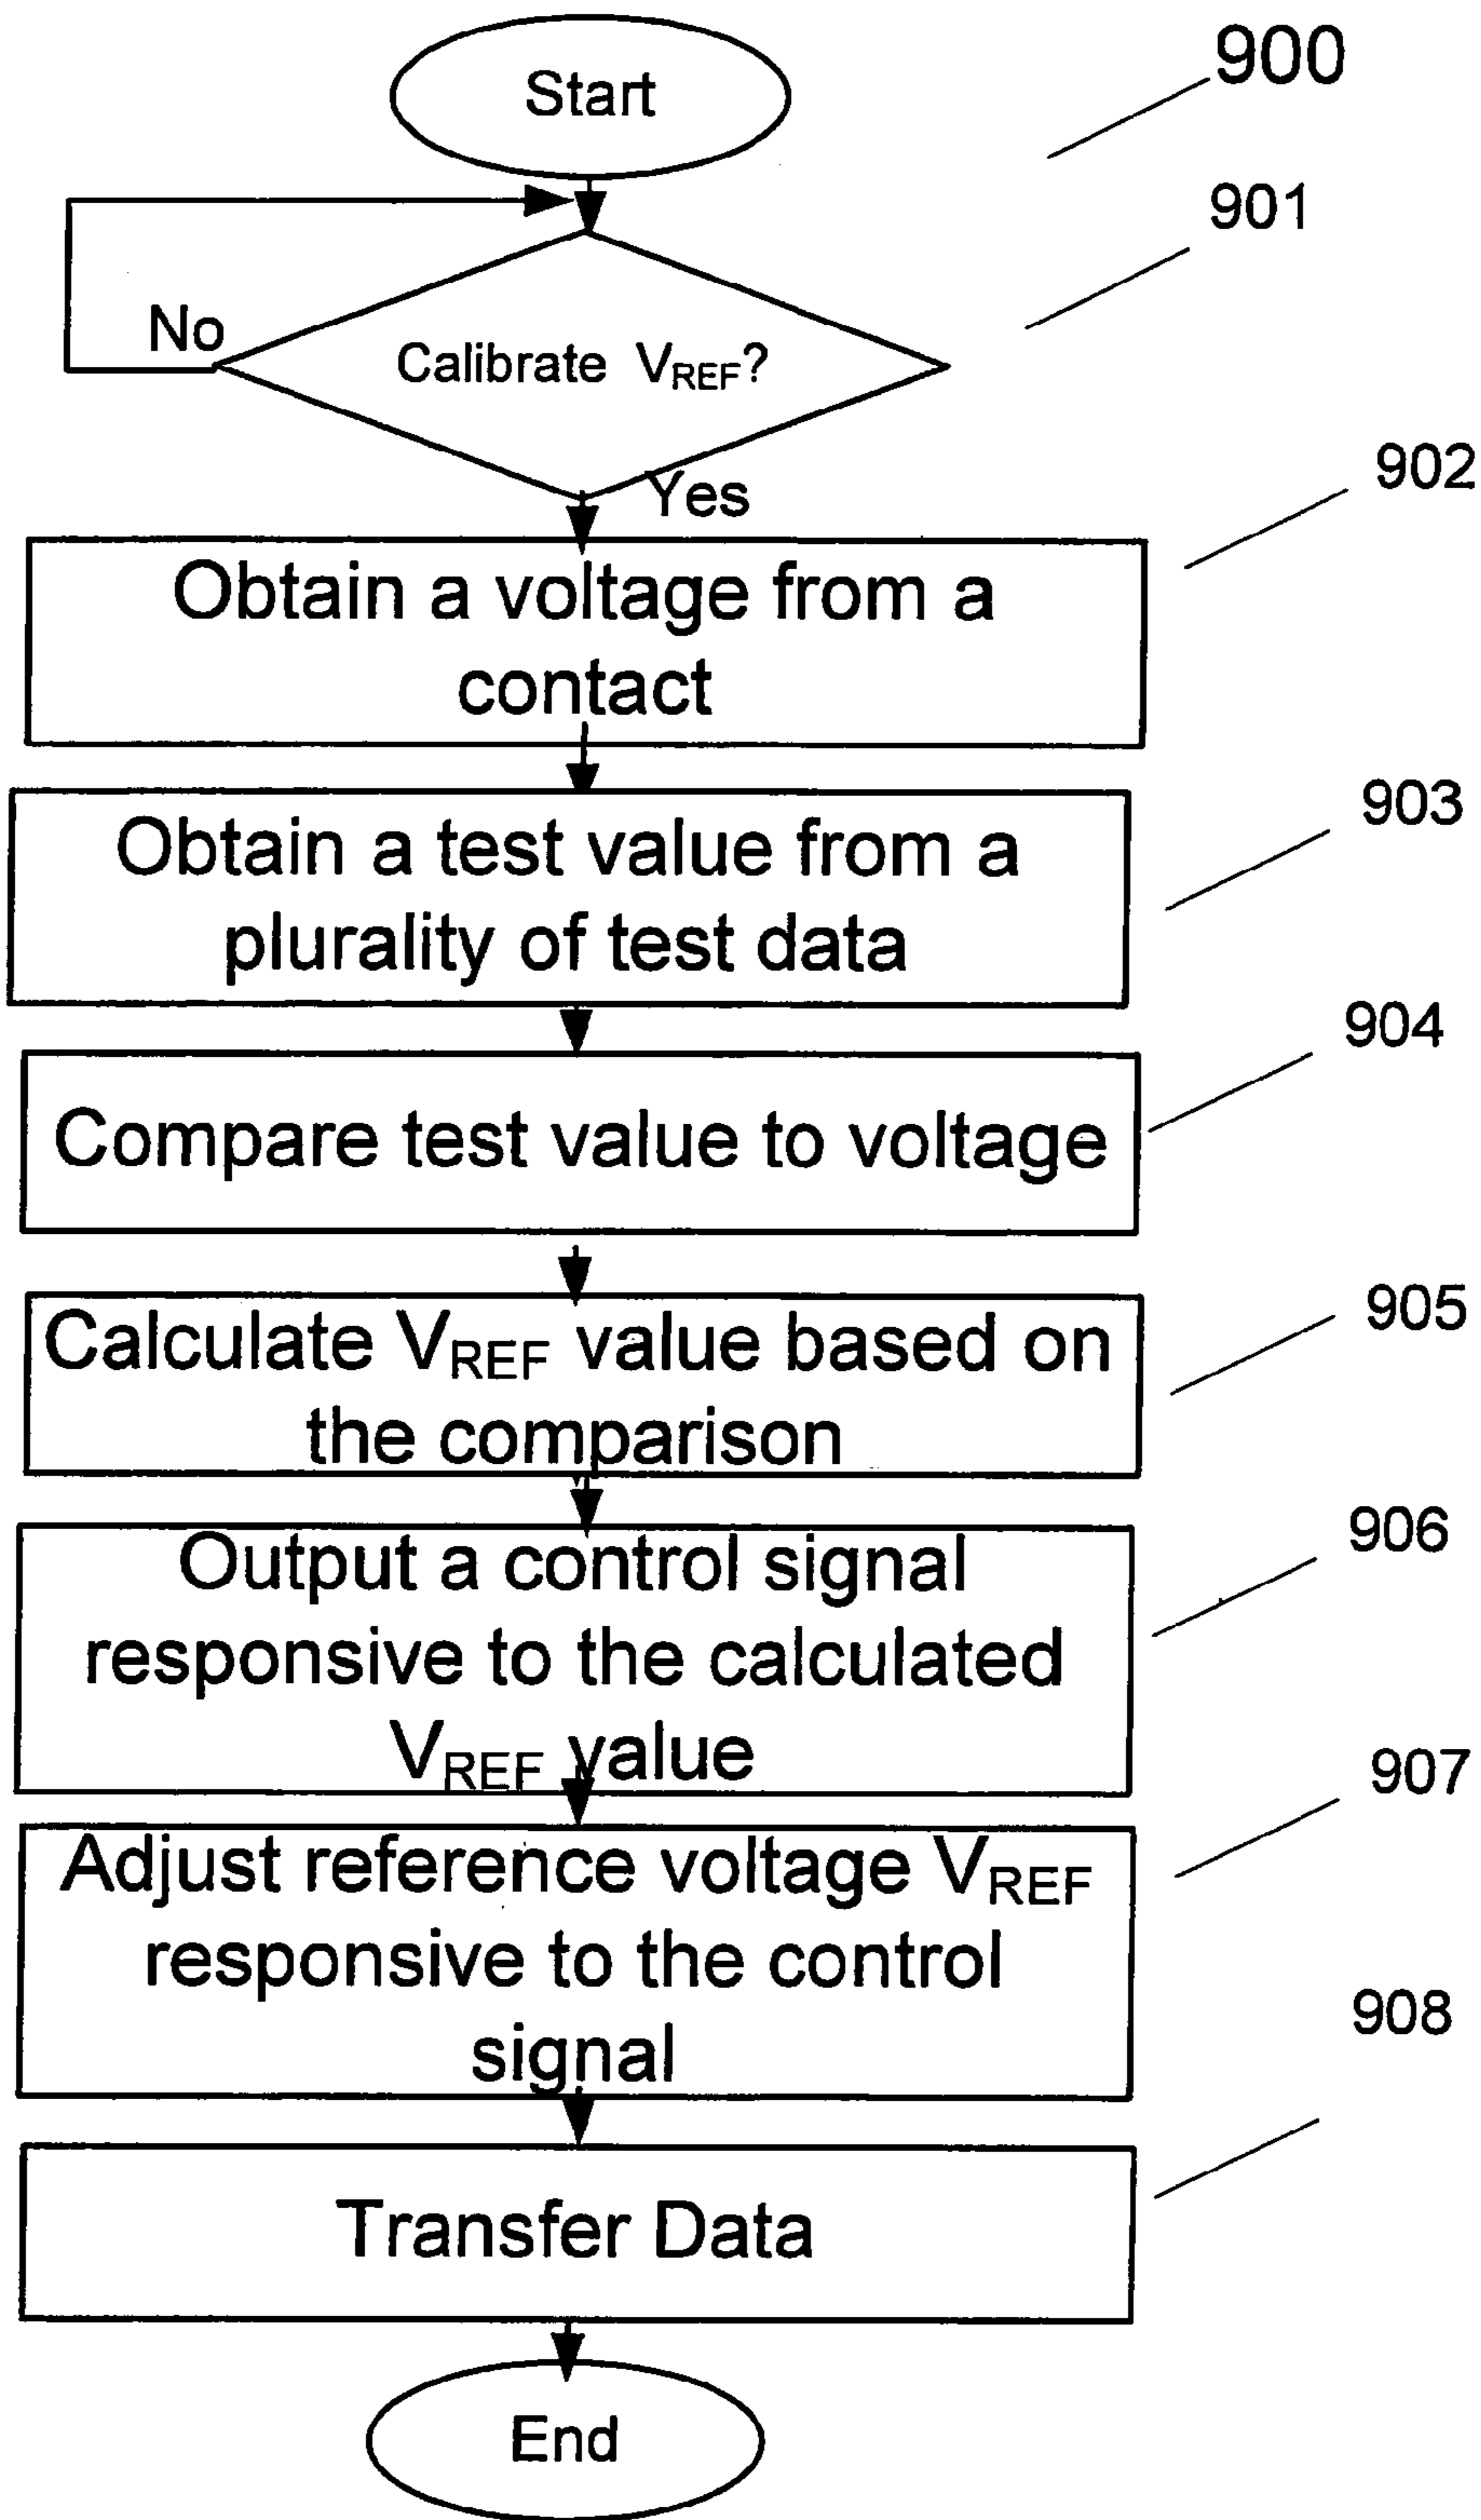 Start
900
901
No
Calibrate VREF?
Yes
902
Obtain a voltage from a
contact
903
Obtain a test value from a
plurality of test data
904
Compare test value to voltage
905
Calculate VREF value based on
the comparison
906
Output a control signal
responsive to the calculated
VREF value
907
Adjust reference voltage VREF
responsive to the control
signal
908
Transfer Data
End